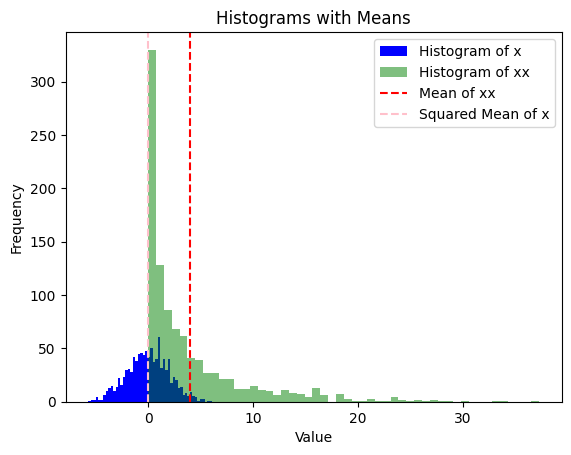 Histograms with Means
Histogram of x
Histogram of xx
Mean of xx
Squared Mean of x
Frequency
300
250
200
150
100
50
0
0
10
20
30
Value